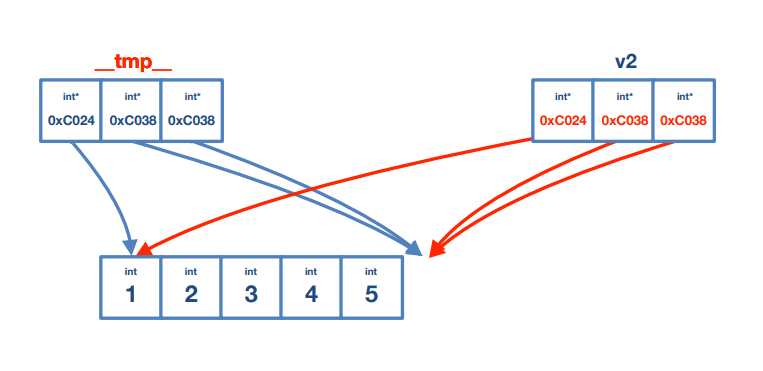 __tmp__
v2
int* int* int*
0xC024 0xC038 0xC038
int* int* int*
0xC024 0xC038 0xC038
int int int int int
1 2 3 4 5